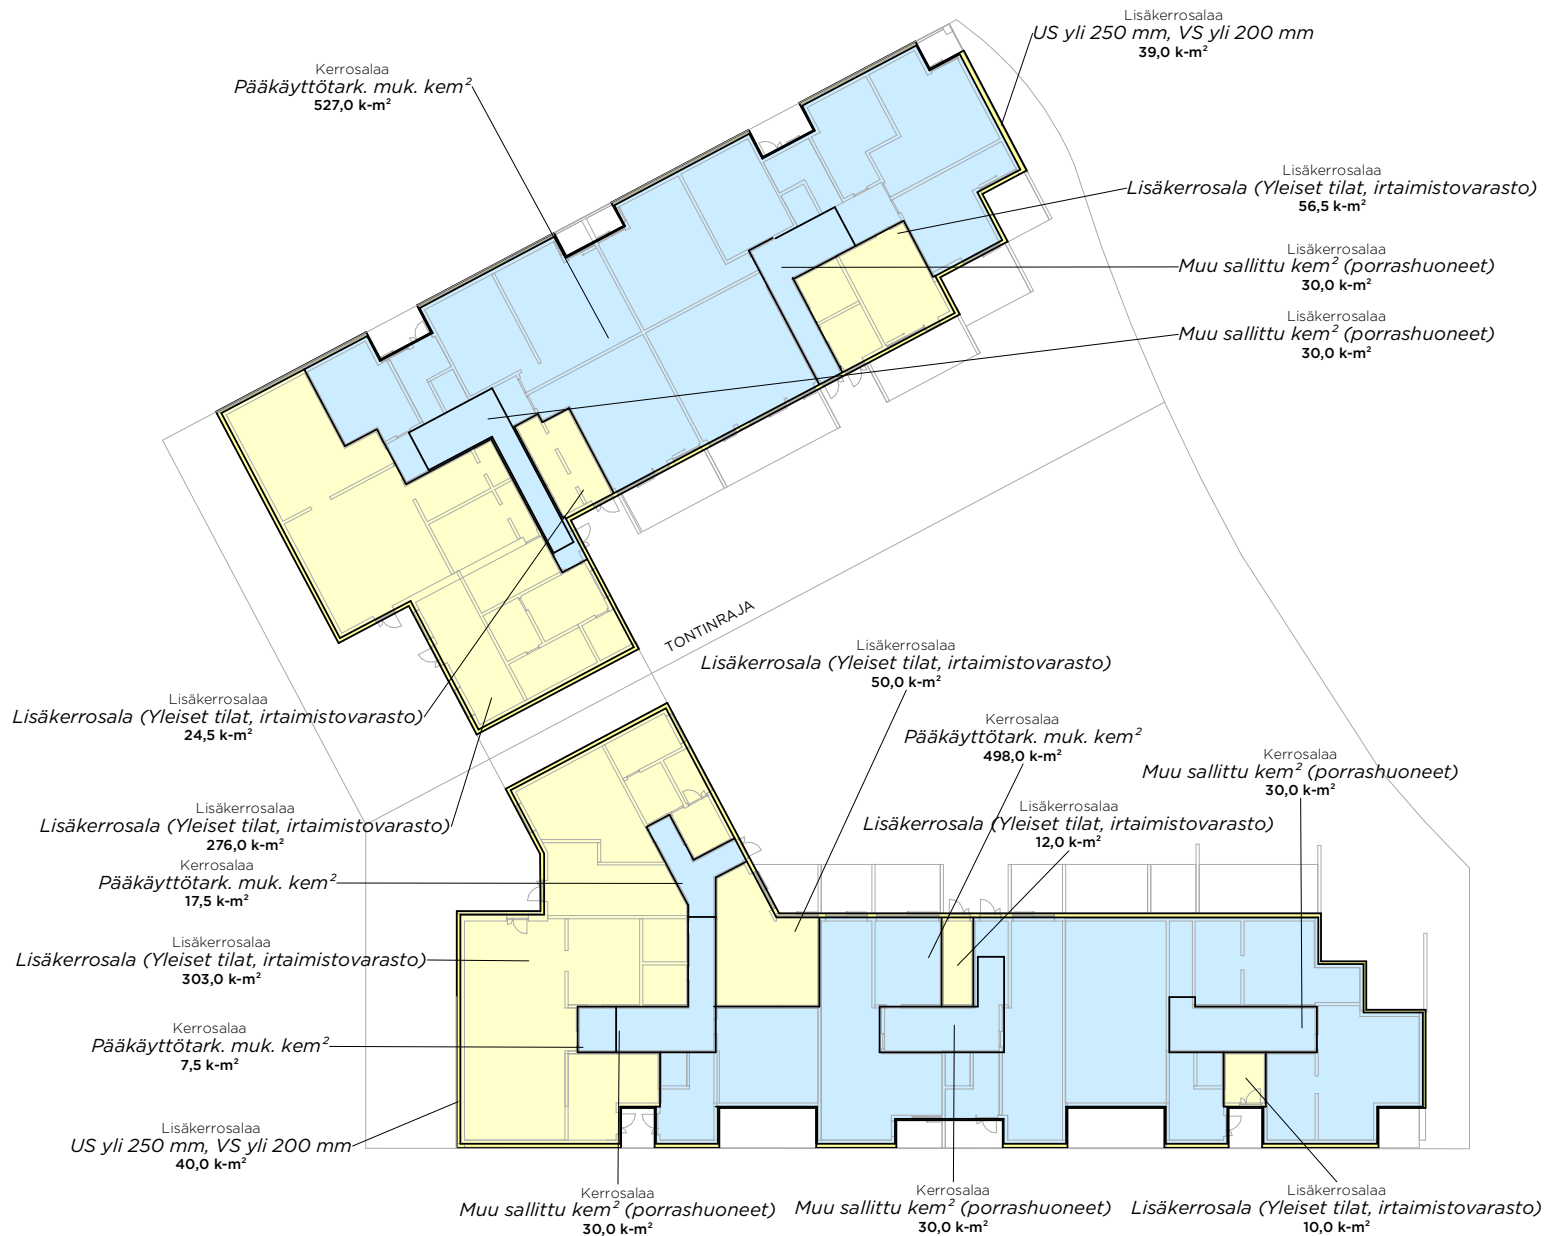 Lisäkerrosalaa
US yli 250 mm, VS yli 200 mm
39,0 k-m²
Kerrosalaa
Pääkäyttötark. muk. kem²
527,0 k-m²
Lisäkerrosalaa
Lisäkerrosala (Yleiset tilat, irtaimistovarasto)
56,5 k-m²
Lisäkerrosalaa
Muu sallittu kem² (porrashuoneet)
30,0 k-m²
Lisäkerrosalaa
Muu sallittu kem² (porrashuoneet)
30,0 k-m²
TONTINRAJA
Lisäkerrosalaa
Lisäkerrosala (Yleiset tilat, irtaimistovarasto)
50,0 k-m²
Lisäkerrosalaa
Lisäkerrosala (Yleiset tilat, irtaimistovarasto)
24,5 k-m²
Kerrosalaa
Pääkäyttötark. muk. kem²
498,0 k-m²
Kerrosalaa
Muu sallittu kem² (porrashuoneet)
30,0 k-m²
Lisäkerrosalaa
Lisäkerrosala (Yleiset tilat, irtaimistovarasto)
12,0 k-m²
Lisäkerrosalaa
Lisäkerrosala (Yleiset tilat, irtaimistovarasto)
276,0 k-m²
Kerrosalaa
Pääkäyttötark. muk. kem²
17,5 k-m²
Lisäkerrosalaa
Lisäkerrosala (Yleiset tilat, irtaimistovarasto)
303,0 k-m²
Kerrosalaa
Pääkäyttötark. muk. kem²
7,5 k-m²
Lisäkerrosalaa
US yli 250 mm, VS yli 200 mm
40,0 k-m²
Kerrosalaa
Muu sallittu kem² (porrashuoneet)
30,0 k-m²
Kerrosalaa
Muu sallittu kem² (porrashuoneet)
30,0 k-m²
Lisäkerrosalaa
Lisäkerrosala (Yleiset tilat, irtaimistovarasto)
10,0 k-m²